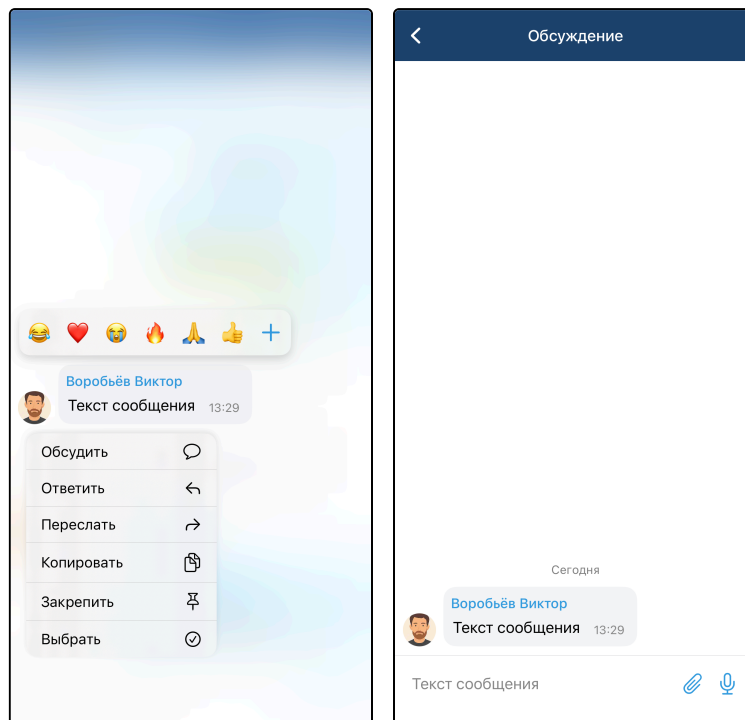 Воробьёв Виктор
Текст сообщения 13:29
Обсудить
Ответить
Переслать
Копировать
Закрепить
Выбрать
Обсуждение
Сегодня
Воробьёв Виктор
Текст сообщения 13:29
Текст сообщения